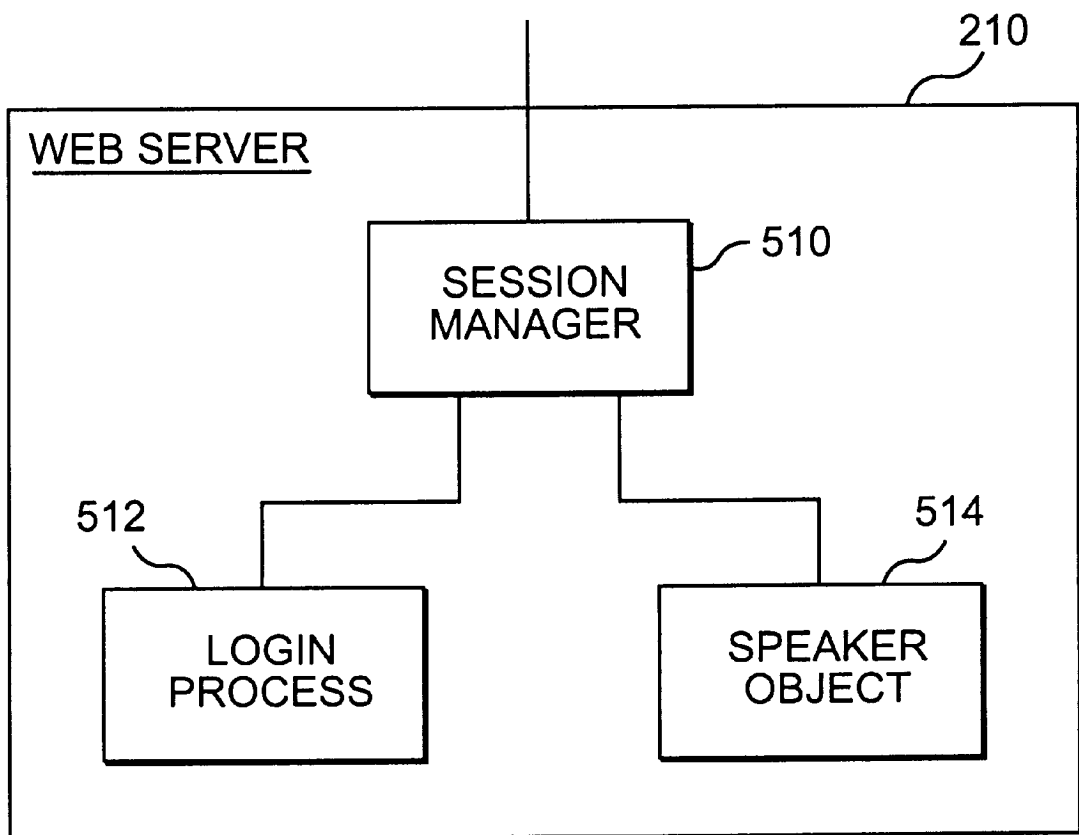 210
WEB SERVER
510
SESSION
MANAGER
512
514
LOGIN
PROCESS
SPEAKER
OBJECT